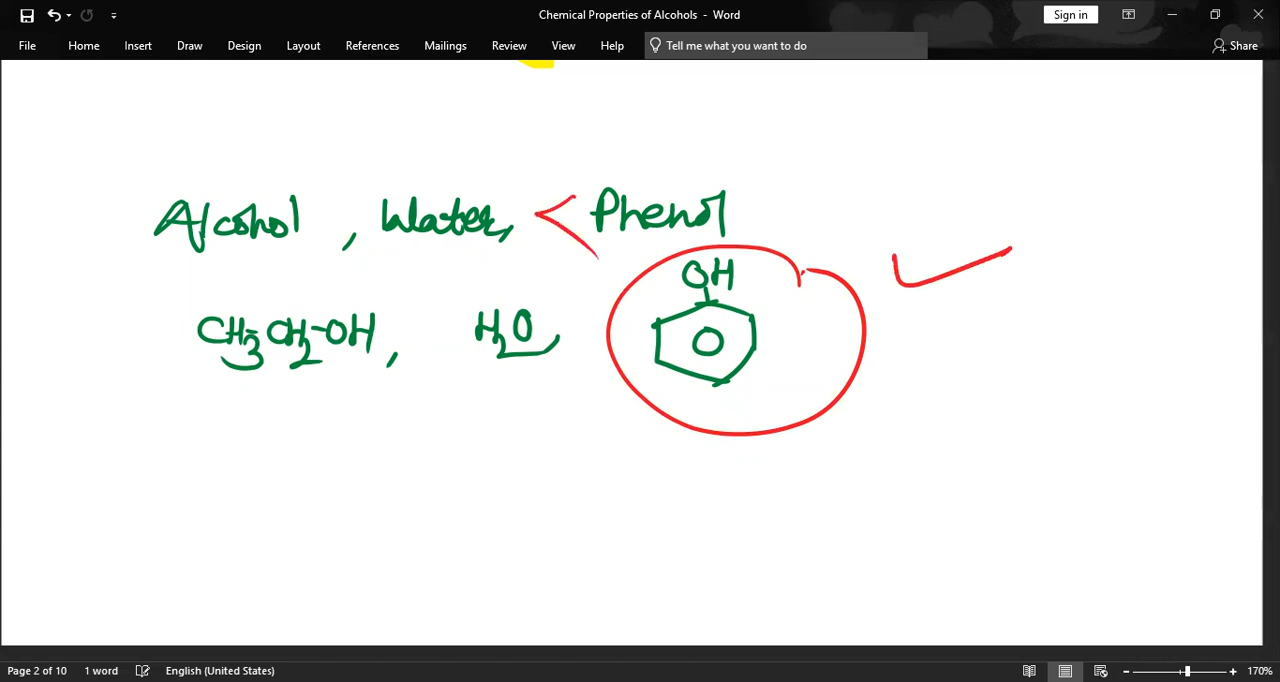 Chemical Properties of Alcohols - Word
Sign in
File Home Insert Draw Design Layout References Mailings Review View Help Tell me what you want to do Share
Alcohol, Water, < Phenol
OH
CH3CH2-OH, H2O
Page 2 of 10 1 word English (United States) 170%